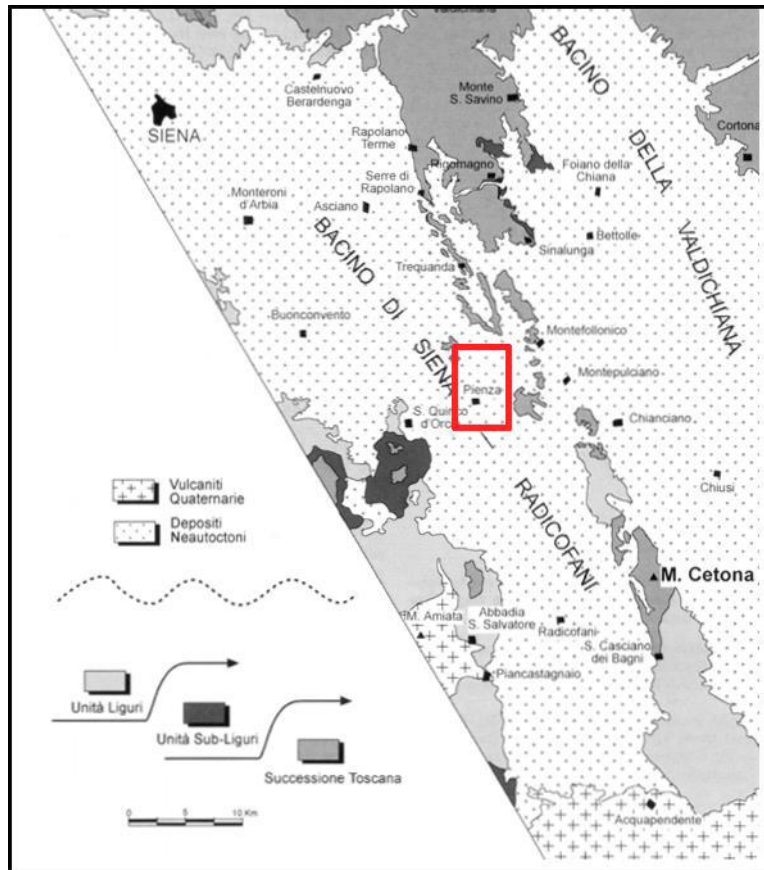 BACINO
DELLA
VALDICHIANA
Castelnuovo
Berardenga
Monte
S. Savino
SIENA
Cortona
Rapolano
Terme
Rigomagno
Foiano della
Chiana
Serre di
Rapolano
Monteroni
d'Arbia
Asciano
BACINO DI SIENA
Bettolle
Sinalunga
Trequanda
Buonconvento
Montefollonico
Montepulciano
Pienza
S. Quirico
d'Orc
Chianciano
Chiusi
RADICOFANI
Vulcaniti
Quaternarie
Depositi
Neautoctoni
M. Cetona
M. Amiata
Abbadia
S. Salvatore
Radicofani
S. Casciano
dei Bagni
Piancastagnaio
Unità Liguri
Unità Sub-Liguri
Successione Toscana
0 5 10 Km
Acquapendente